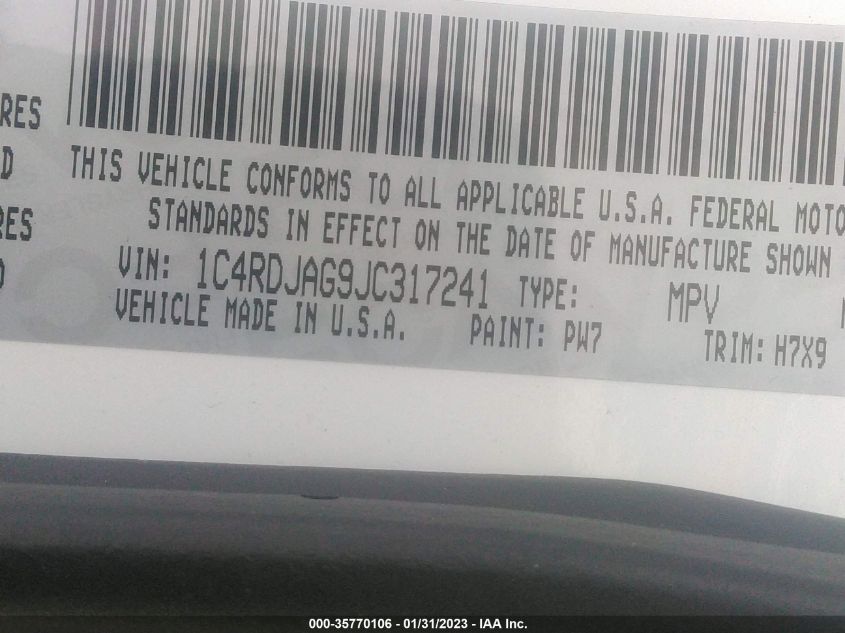 RES
D
RES
THIS VEHICLE CONFORMS TO ALL APPLICABLE U.S.A. FEDERAL MOTO
STANDARDS IN EFFECT ON THE DATE OF MANUFACTURE SHOWN
VIN: 1C4RDJAG9JC317241 TYPE: MPV
VEHICLE MADE IN U.S.A. PAINT: PW7 TRIM: H7X9
000-35770106 - 01/31/2023 - IAA Inc.